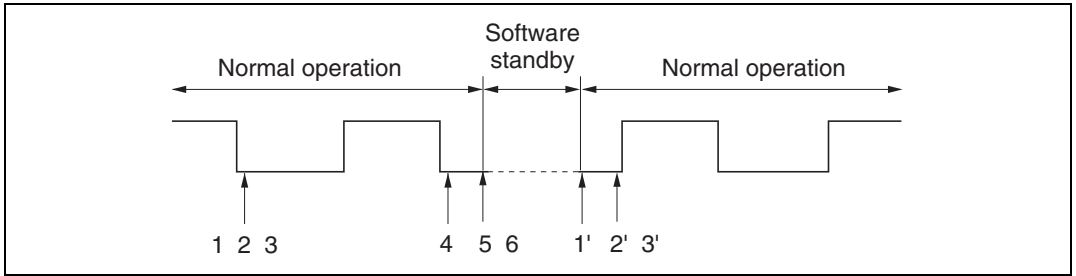 Software
standby
Normal operation
Normal operation
1 2 3
4
5 6
1'
2' 3'